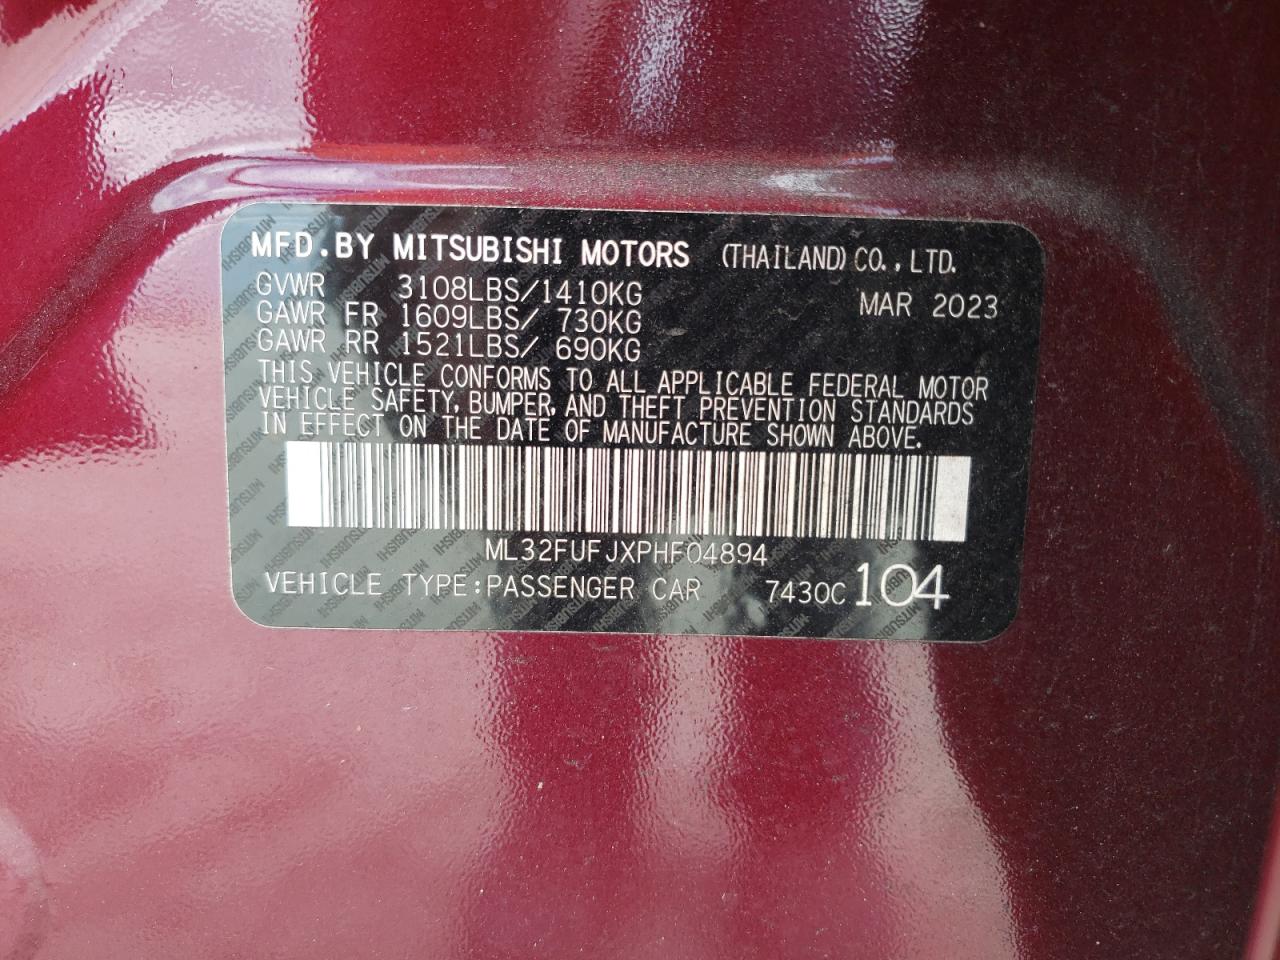 MFD.BY MITSUBISHI MOTORS (THAILAND) CO., LTD.
GVWR 3108LBS/1410KG MAR 2023
GAWR FR 1609LBS/ 730KG
GAWR RR 1521LBS/ 690KG
THIS VEHICLE CONFORMS TO ALL APPLICABLE FEDERAL MOTOR
VEHICLE SAFETY, BUMPER, AND THEFT PREVENTION STANDARDS
IN EFFECT ON THE DATE OF MANUFACTURE SHOWN ABOVE.
ML32FUFJXPHF04894
VEHICLE TYPE:PASSENGER CAR 7430C 104